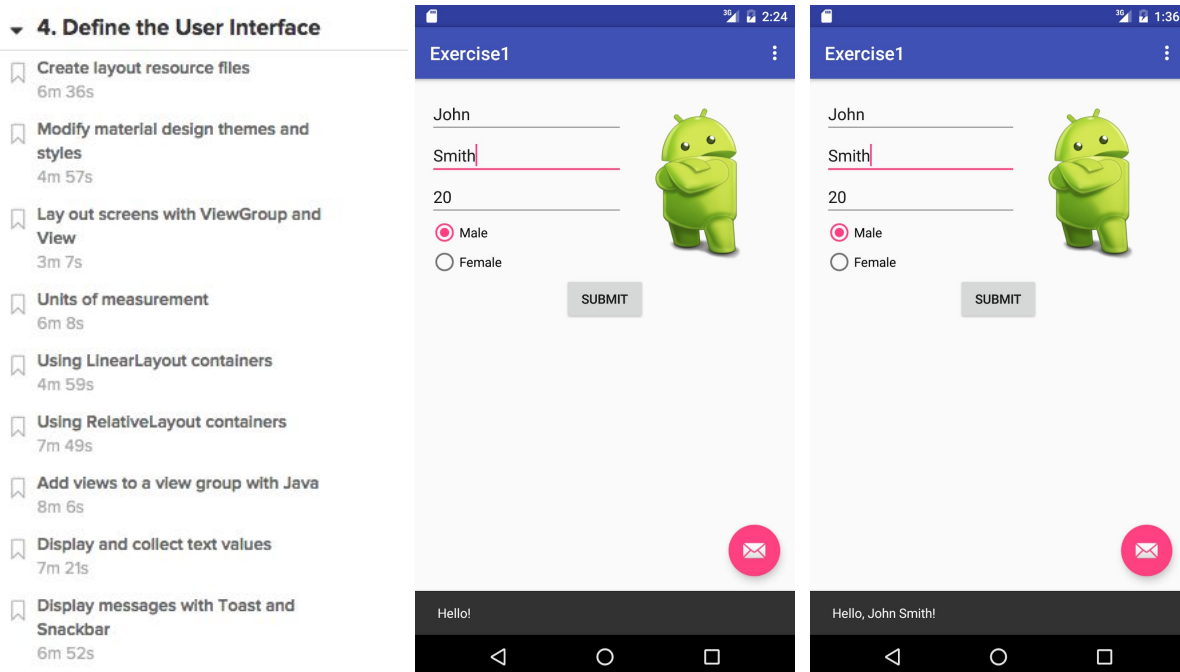 4. Define the User Interface
Create layout resource files
6m 36s
Modify material design themes and
styles
4m 57s
Lay out screens with ViewGroup and
View
3m 7s
Units of measurement
6m 8s
Using LinearLayout containers
4m 59s
Using RelativeLayout containers
7m 49s
Add views to a view group with Java
8m 6s
Display and collect text values
7m 21s
Display messages with Toast and
Snackbar
6m 52s
3G 2:24
Exercise1
John
Smith
20
Male
Female
SUBMIT
Hello!
3G 1:36
Exercise1
John
Smith
20
Male
Female
SUBMIT
Hello, John Smith!